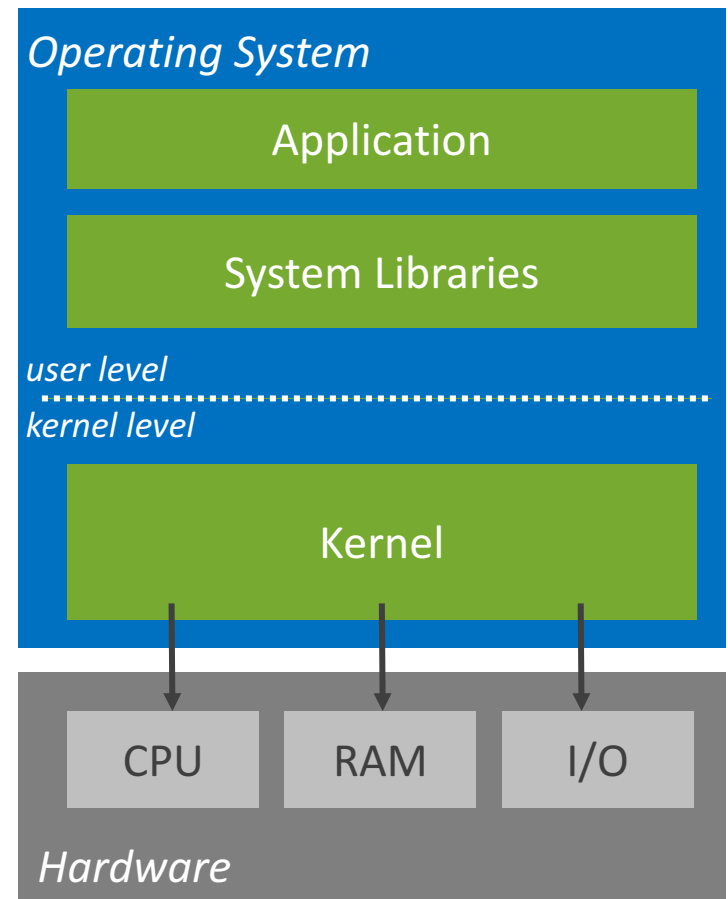 Operating System
Application
System Libraries
user level
kernel level
Kernel
CPU
RAM
I/O
Hardware